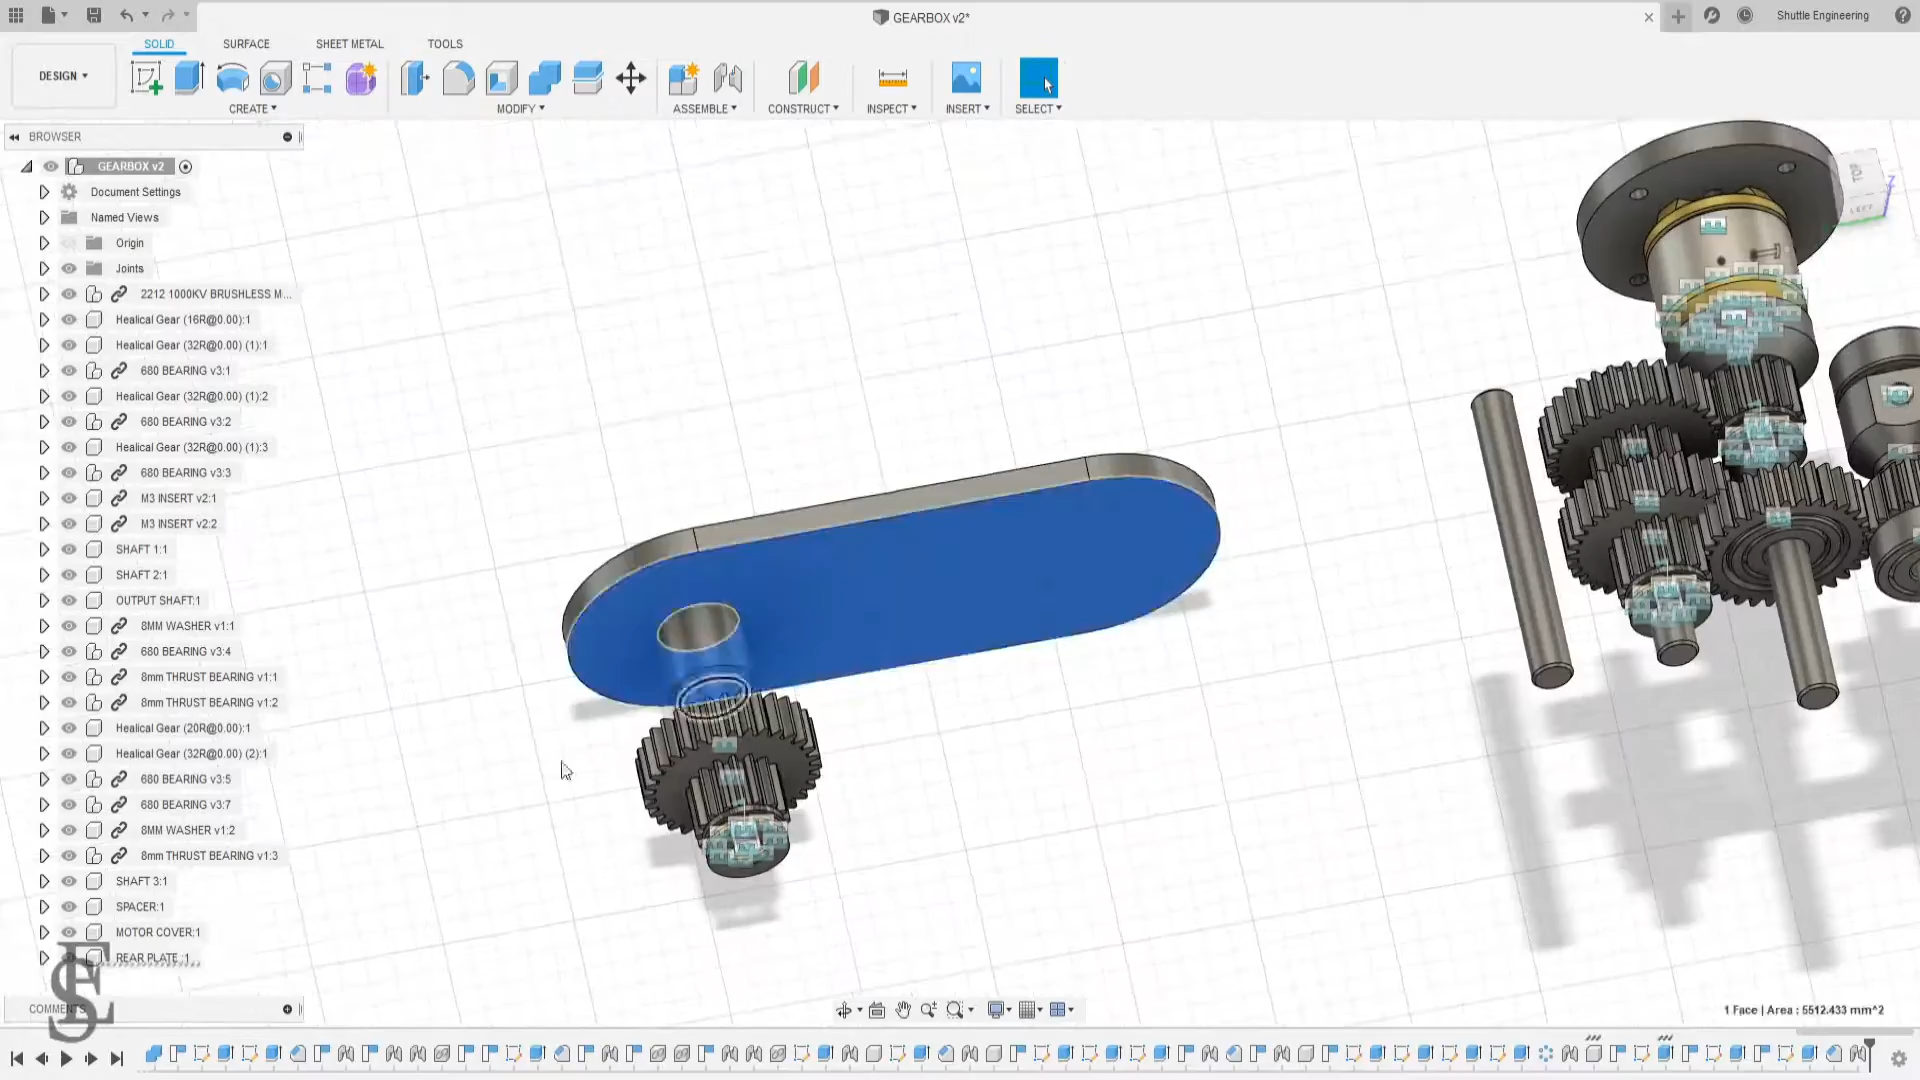 GEARBOX v2*
Shuttle Engineering
SOLID
SURFACE
SHEET METAL
TOOLS
DESIGN
CREATE
MODIFY
ASSEMBLE
CONSTRUCT
INSPECT
INSERT
SELECT
BROWSER
GEARBOX v2
Document Settings
Named Views
Origin
Joints
2212 1000KV BRUSHLESS M...
Healical Gear (16R@0.00):1
Healical Gear (32R@0.00) (1):1
680 BEARING v3:1
Healical Gear (32R@0.00) (1):2
680 BEARING v3:2
Healical Gear (32R@0.00) (1):3
680 BEARING v3:3
M3 INSERT v2:1
M3 INSERT v2:2
SHAFT 1:1
SHAFT 2:1
OUTPUT SHAFT:1
8MM WASHER v1:1
680 BEARING v3:4
8mm THRUST BEARING v1:1
8mm THRUST BEARING v1:2
Healical Gear (20R@0.00):1
Healical Gear (32R@0.00) (2):1
680 BEARING v3:5
680 BEARING v3:7
8MM WASHER v1:2
8mm THRUST BEARING v1:3
SHAFT 3:1
SPACER:1
MOTOR COVER:1
REAR PLATE :1
COMMENTS
1 Face | Area : 5512.433 mm^2
TOP